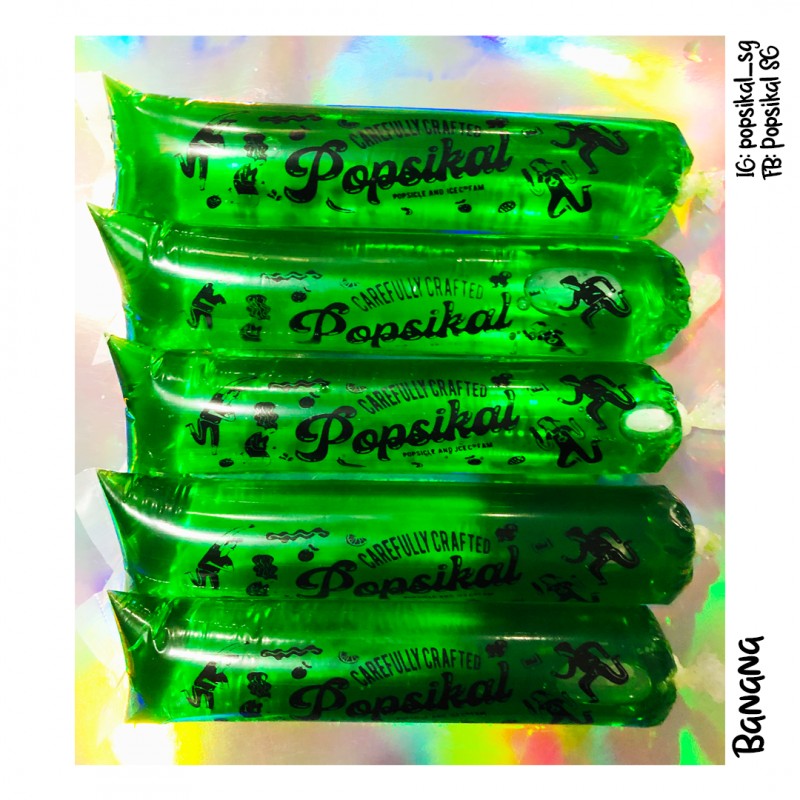 IG: popsikal_sg
FB: Popsikal SG
CAREFULLY CRAFTED
Popsikal
POPSICLE AND ICECREAM
CAREFULLY CRAFTED
Popsikal
CAREFULLY CRAFTED
Popsikal
POPSICLE AND ICECREAM
CAREFULLY CRAFTED
Popsikal
CAREFULLY CRAFTED
Popsikal
BaNaNa